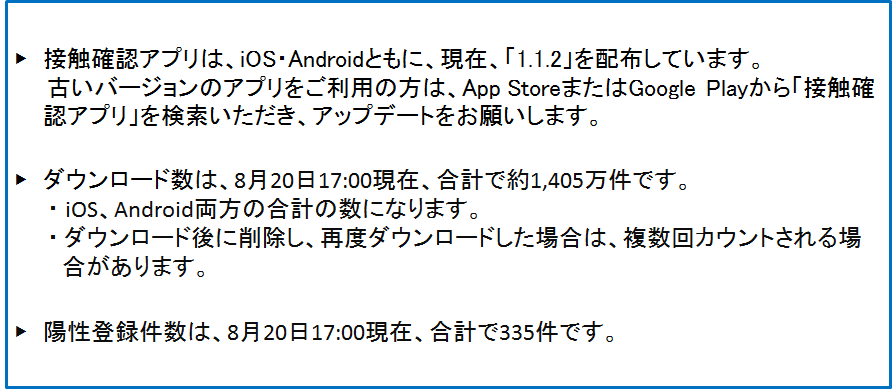 ▶ 接触確認アプリは、iOS・Androidともに、現在、「1.1.2」を配布しています。
古いバージョンのアプリをご利用の方は、App StoreまたはGoogle Playから「接触確
認アプリ」を検索いただき、アップデートをお願いします。
▶ ダウンロード数は、8月20日17:00現在、合計で約1,405万件です。
・iOS、Android両方の合計の数になります。
・ダウンロード後に削除し、再度ダウンロードした場合は、複数回カウントされる場
合があります。
▶ 陽性登録件数は、8月20日17:00現在、合計で335件です。